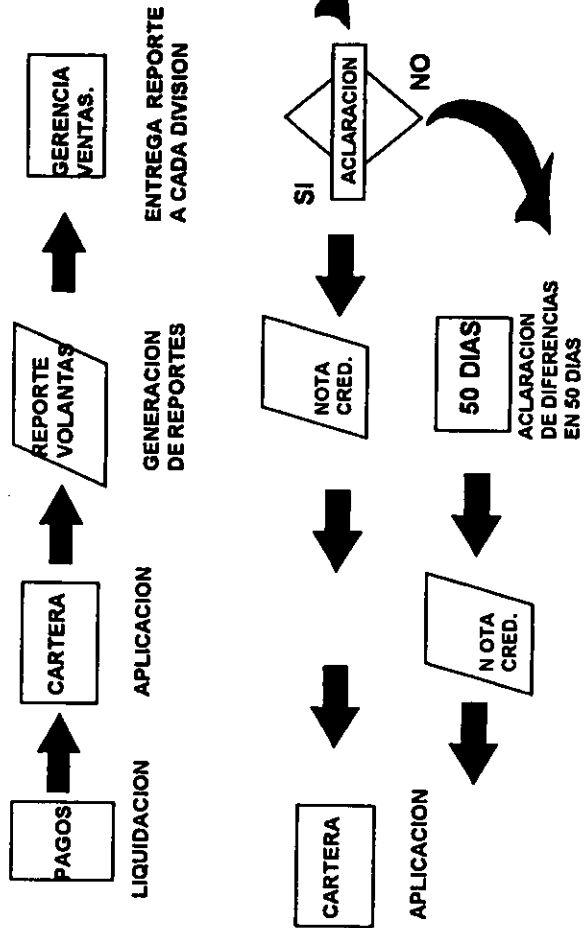 PAGOS
LIQUIDACION
CARTERA
APLICACION
REPORTE
VOLANTAS
GENERACION
DE REPORTES
GERENCIA
VENTAS.
ENTREGA REPORTE
A CADA DIVISION
SI
ACLARACION
NO
NOTA
CRED.
CARTERA
APLICACION
50 DIAS
ACLARACION
DE DIFERENCIAS
EN 50 DIAS
N OTA
CRED.